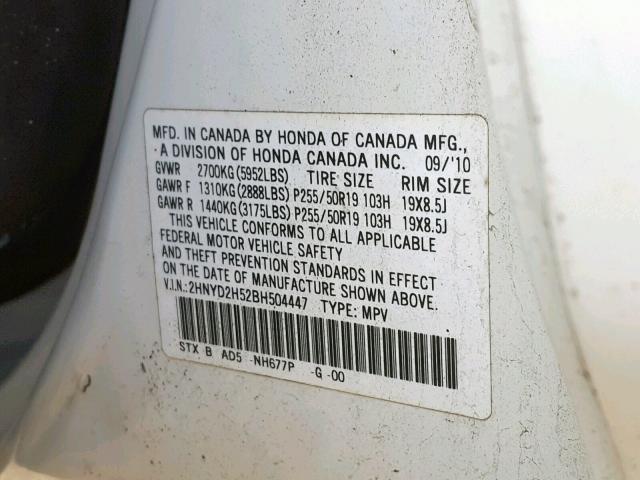 MFD. IN CANADA BY HONDA OF CANADA MFG.,
A DIVISION OF HONDA CANADA INC. 09/'10
GVWR 2700KG(5952LBS) TIRE SIZE RIM SIZE
GAWR F 1310KG(2888LBS) P255/50R19 103H 19X8.5J
GAWR R 1440KG(3175LBS) P255/50R19 103H 19X8.5J
THIS VEHICLE CONFORMS TO ALL APPLICABLE
FEDERAL MOTOR VEHICLE SAFETY
AND THEFT PREVENTION STANDARDS IN EFFECT
ON THE DATE OF MANUFACTURE SHOWN ABOVE.
V.I.N.:2HNYD2H52BH504447 TYPE: MPV
STX B AD5 -NH677P -G -00